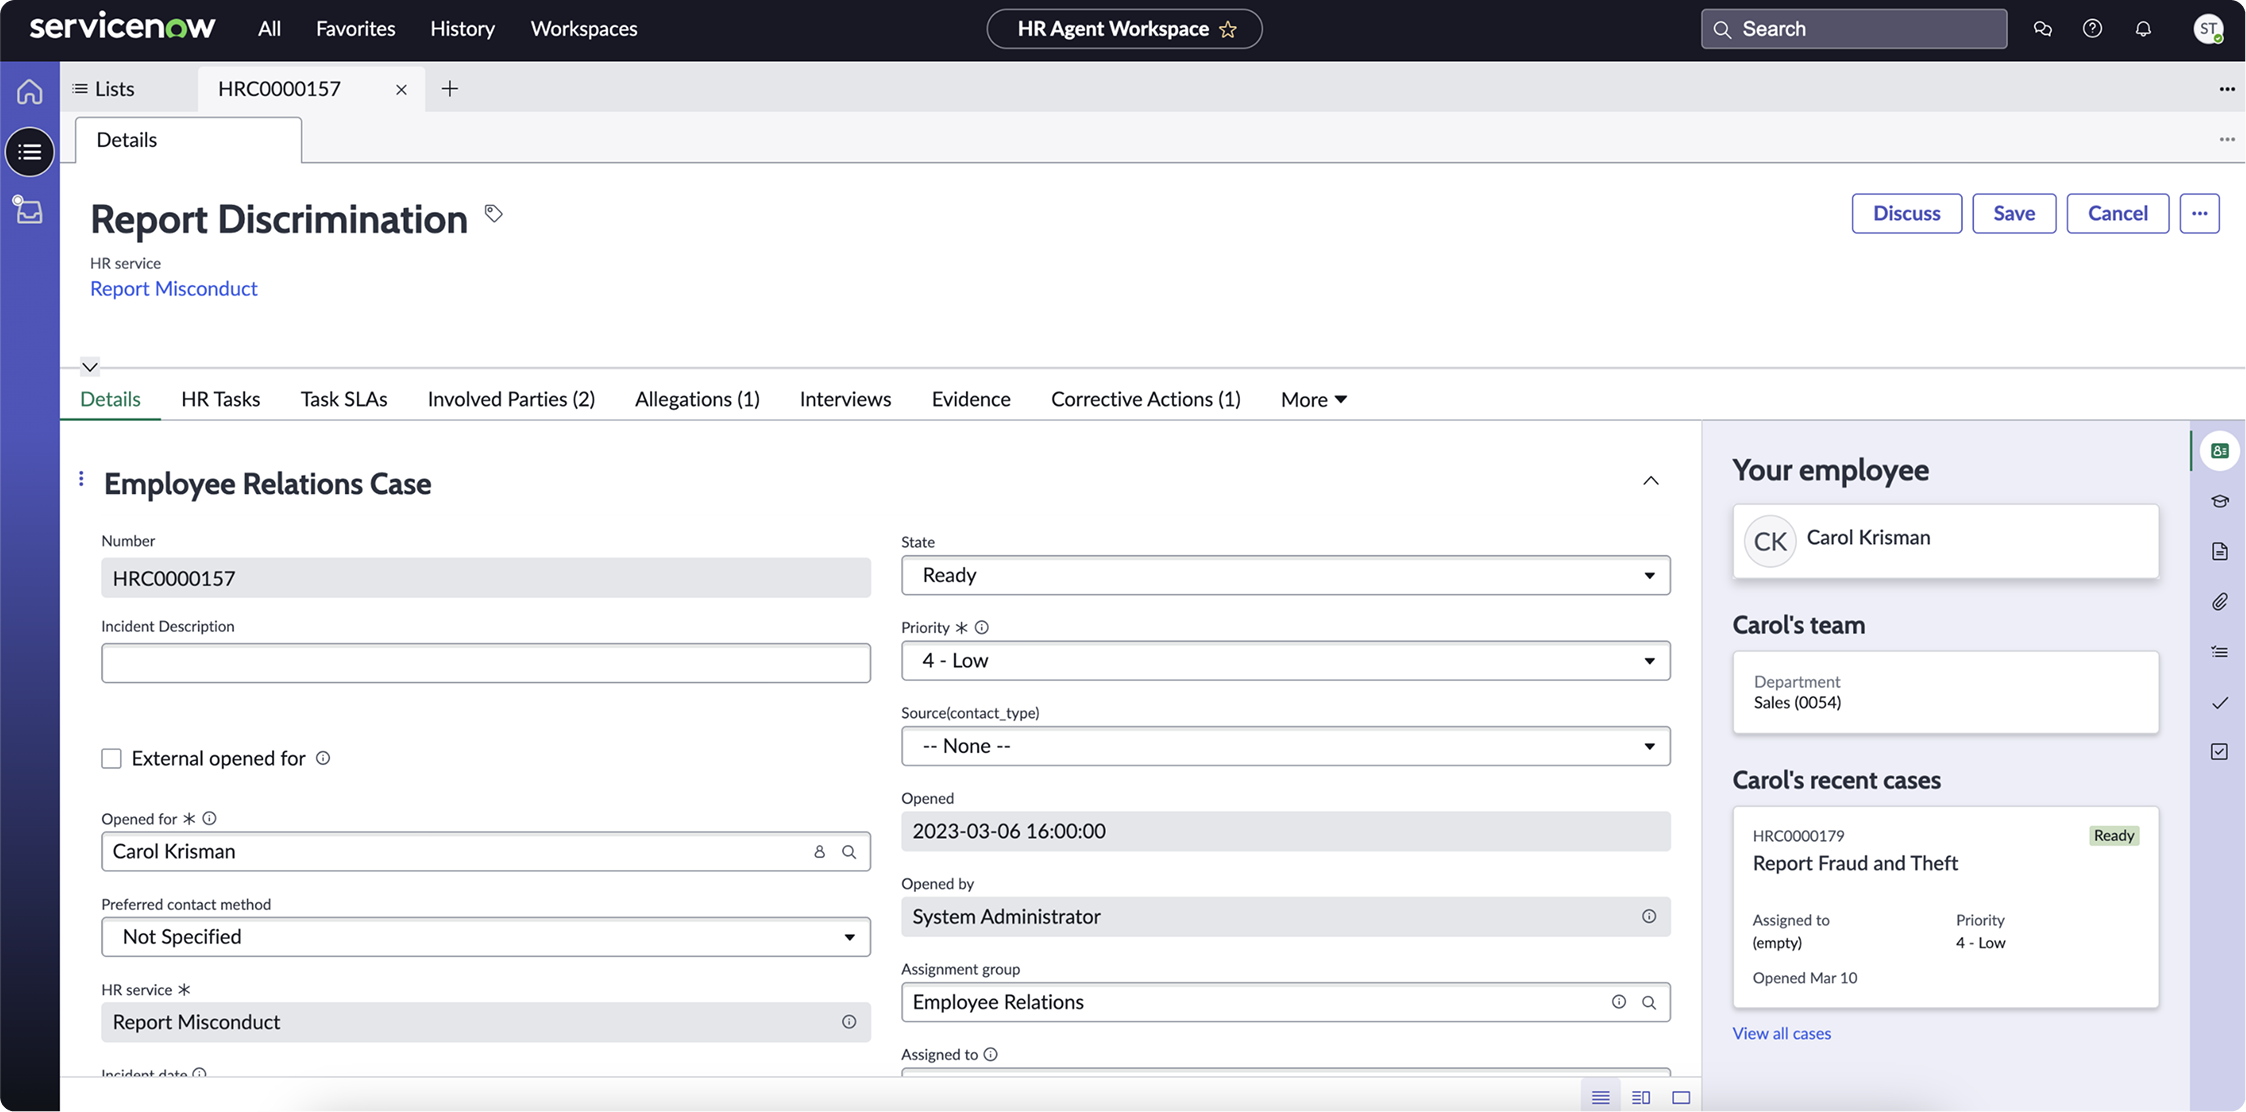 servicenow All Favorites History Workspaces HR Agent Workspace Search ST
Lists HRC0000157
Details
Report Discrimination Discuss Save Cancel
HR service
Report Misconduct
Details HR Tasks Task SLAs Involved Parties (2) Allegations (1) Interviews Evidence Corrective Actions (1) More
Employee Relations Case
Number
HRC0000157
Incident Description
External opened for
Opened for *
Carol Krisman
Preferred contact method
Not Specified
HR service *
Report Misconduct
Incident date
State
Ready
Priority *
4 - Low
Source(contact_type)
-- None --
Opened
2023-03-06 16:00:00
Opened by
System Administrator
Assignment group
Employee Relations
Assigned to
Your employee
CK Carol Krisman
Carol's team
Department
Sales (0054)
Carol's recent cases
HRC0000179 Ready
Report Fraud and Theft
Assigned to Priority
(empty) 4 - Low
Opened Mar 10
View all cases